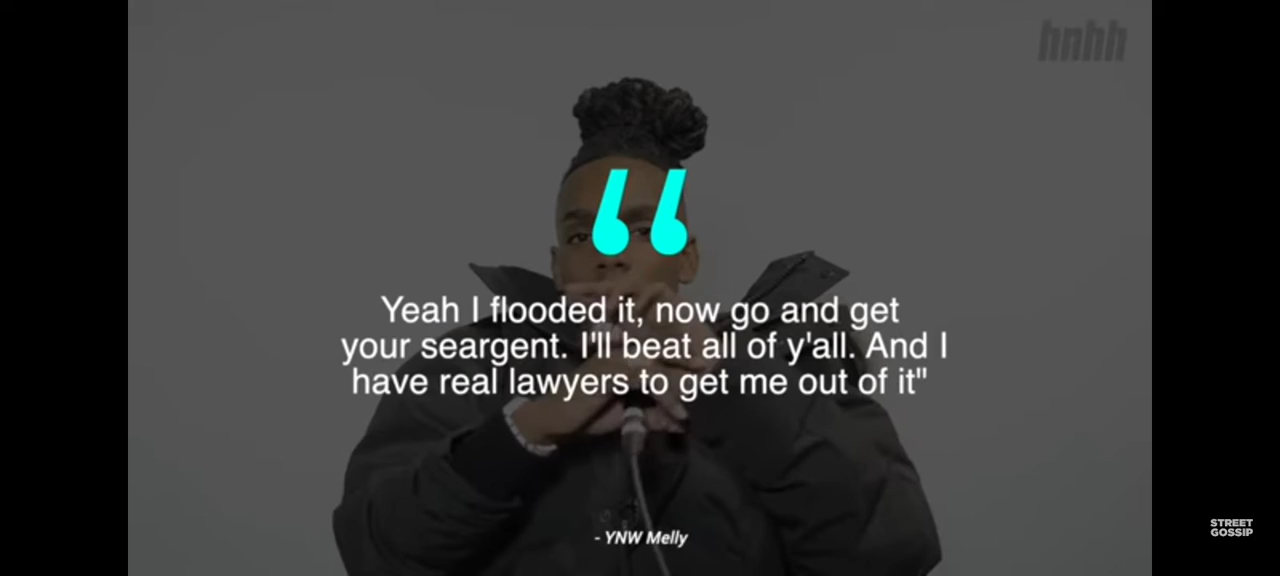 hnhh
Yeah I flooded it, now go and get
your seargent. I'll beat all of y'all. And I
have real lawyers to get me out of it"
- YNW Melly
STREET
GOSSIP